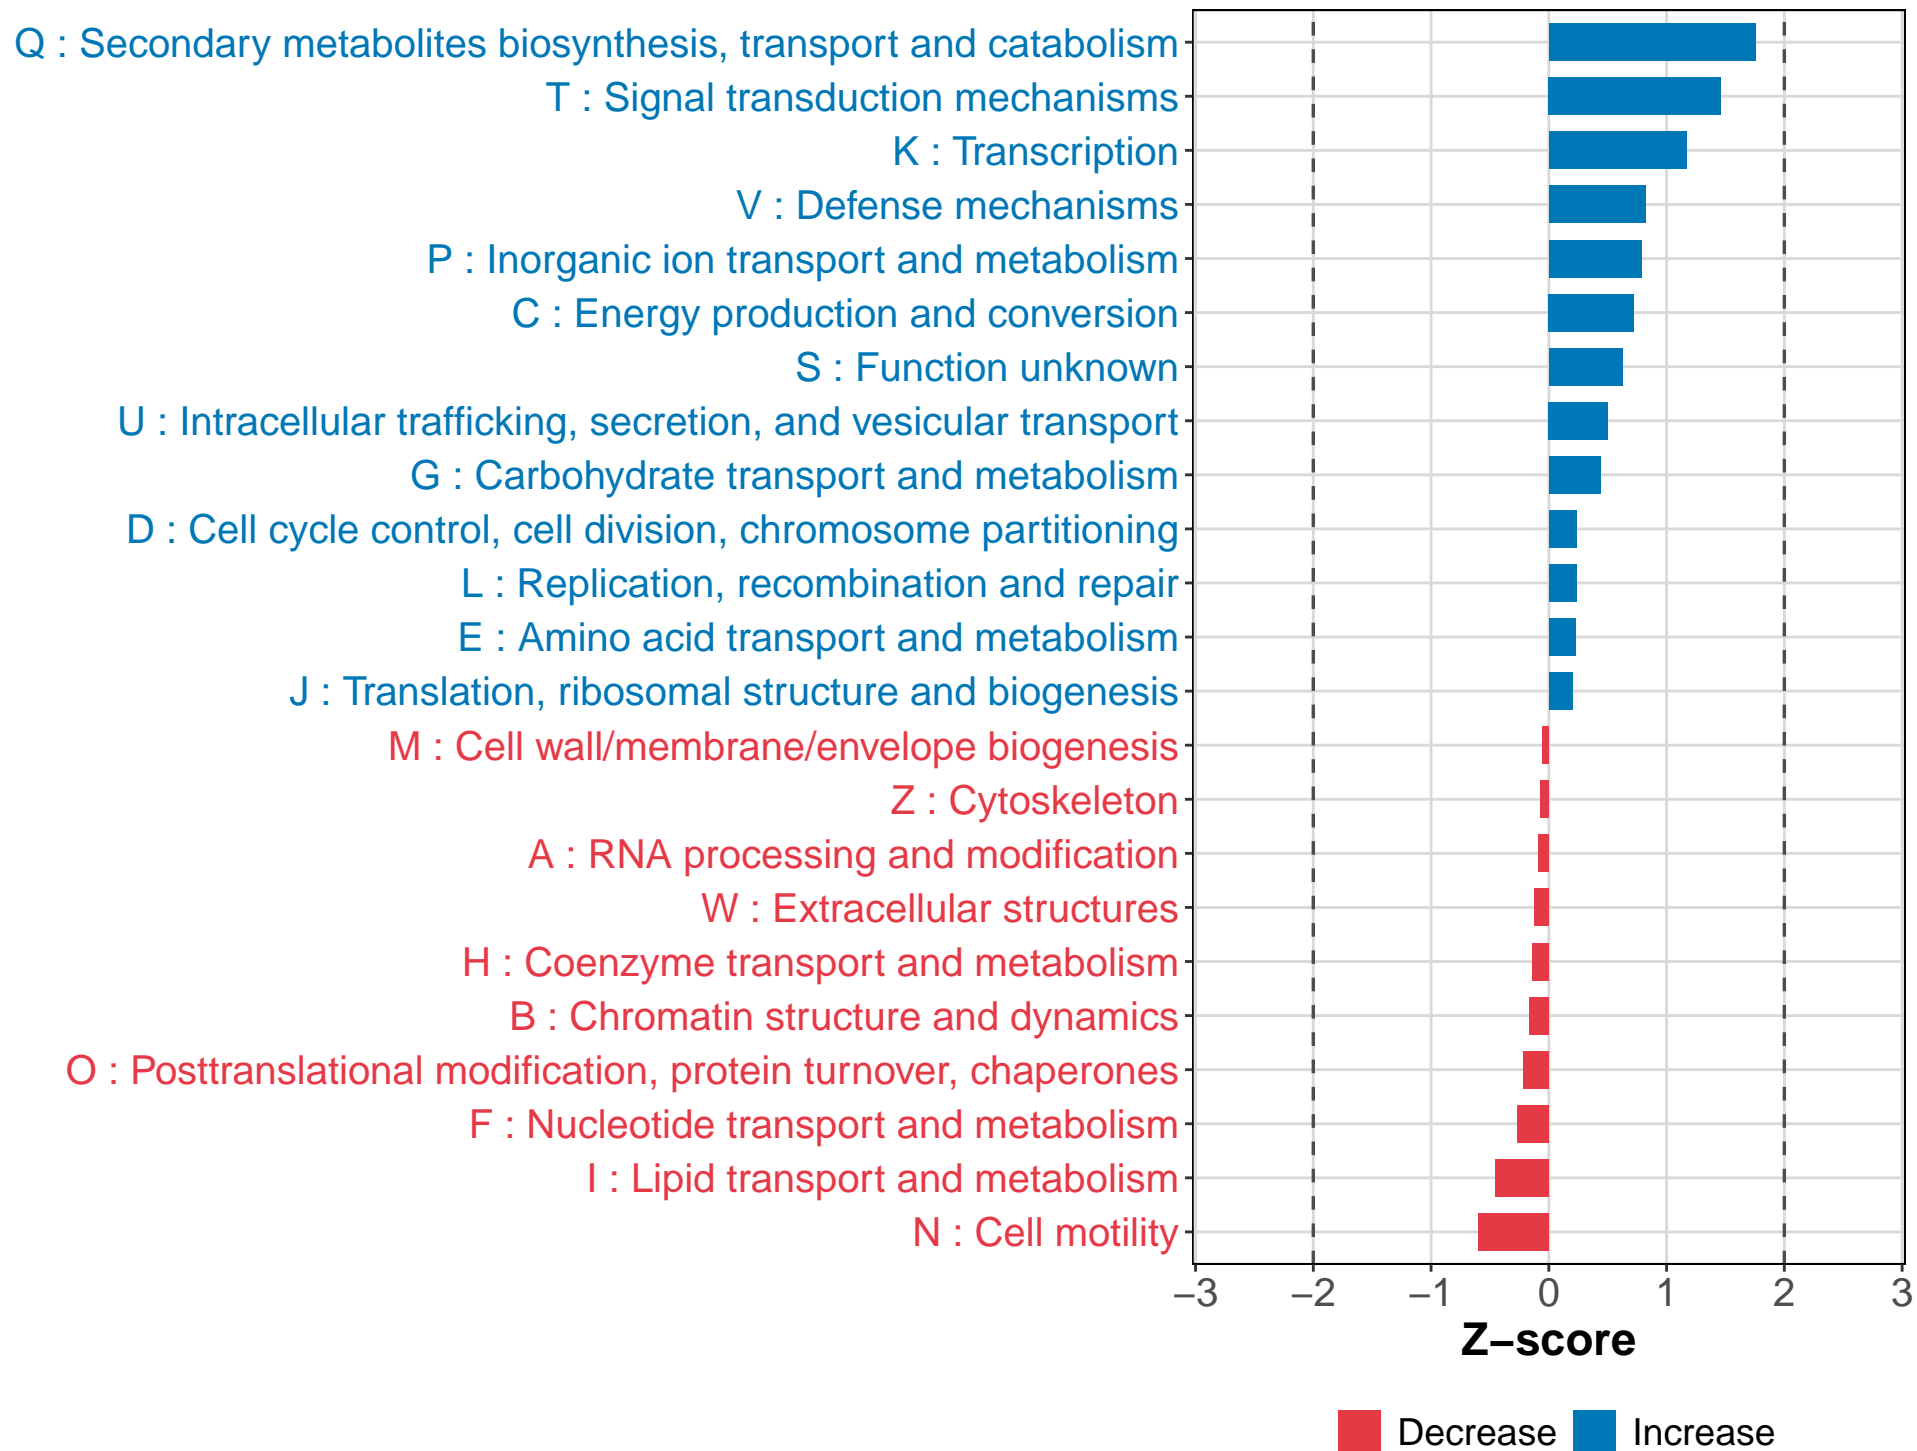 Q : Secondary metabolites biosynthesis, transport and catabolism
T : Signal transduction mechanisms
K : Transcription
V : Defense mechanisms
P : Inorganic ion transport and metabolism
C : Energy production and conversion
S : Function unknown
U : Intracellular trafficking, secretion, and vesicular transport
G : Carbohydrate transport and metabolism
D : Cell cycle control, cell division, chromosome partitioning
L : Replication, recombination and repair
E : Amino acid transport and metabolism
J : Translation, ribosomal structure and biogenesis
M : Cell wall/membrane/envelope biogenesis
Z : Cytoskeleton
A : RNA processing and modification
W : Extracellular structures
H : Coenzyme transport and metabolism
B : Chromatin structure and dynamics
O : Posttranslational modification, protein turnover, chaperones
F : Nucleotide transport and metabolism
I : Lipid transport and metabolism
N : Cell motility
−3 −2 −1 0 1 2 3
Z−score
Decrease Increase